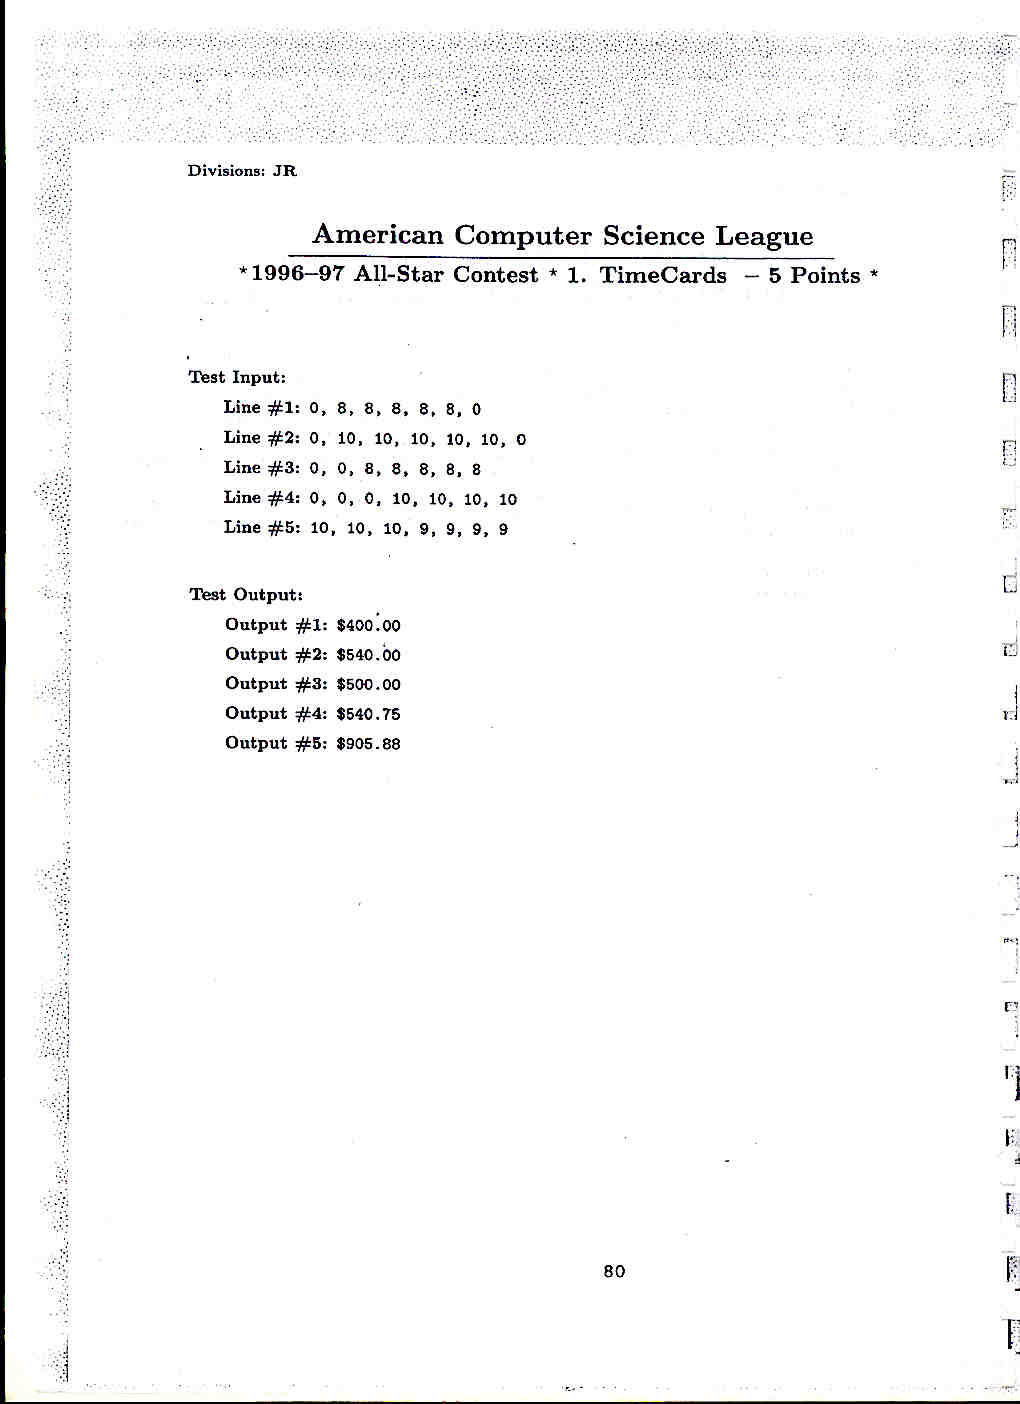 Divisions: JR
American Computer Science League
*1996–97 All-Star Contest * 1. TimeCards – 5 Points *
Test Input:
Line #1: 0, 8, 8, 8, 8, 8, 0
Line #2: 0, 10, 10, 10, 10, 10, 0
Line #3: 0, 0, 8, 8, 8, 8, 8
Line #4: 0, 0, 0, 10, 10, 10, 10
Line #5: 10, 10, 10, 9, 9, 9, 9
Test Output:
Output #1: $400.00
Output #2: $540.00
Output #3: $500.00
Output #4: $540.75
Output #5: $905.88
80